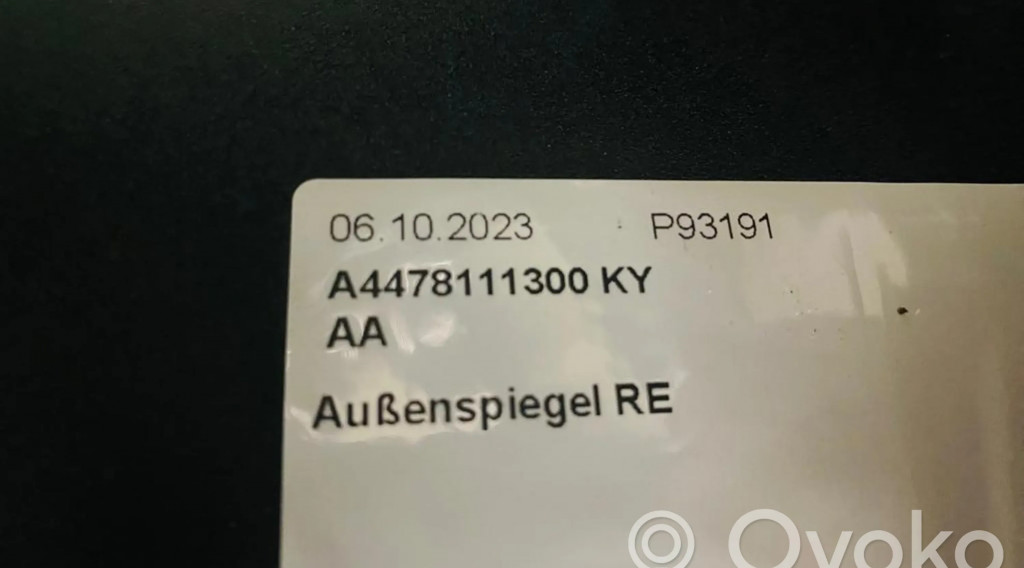 06.10.2023 P93191
A4478111300 KY
AA
Außenspiegel RE
® Ovoko